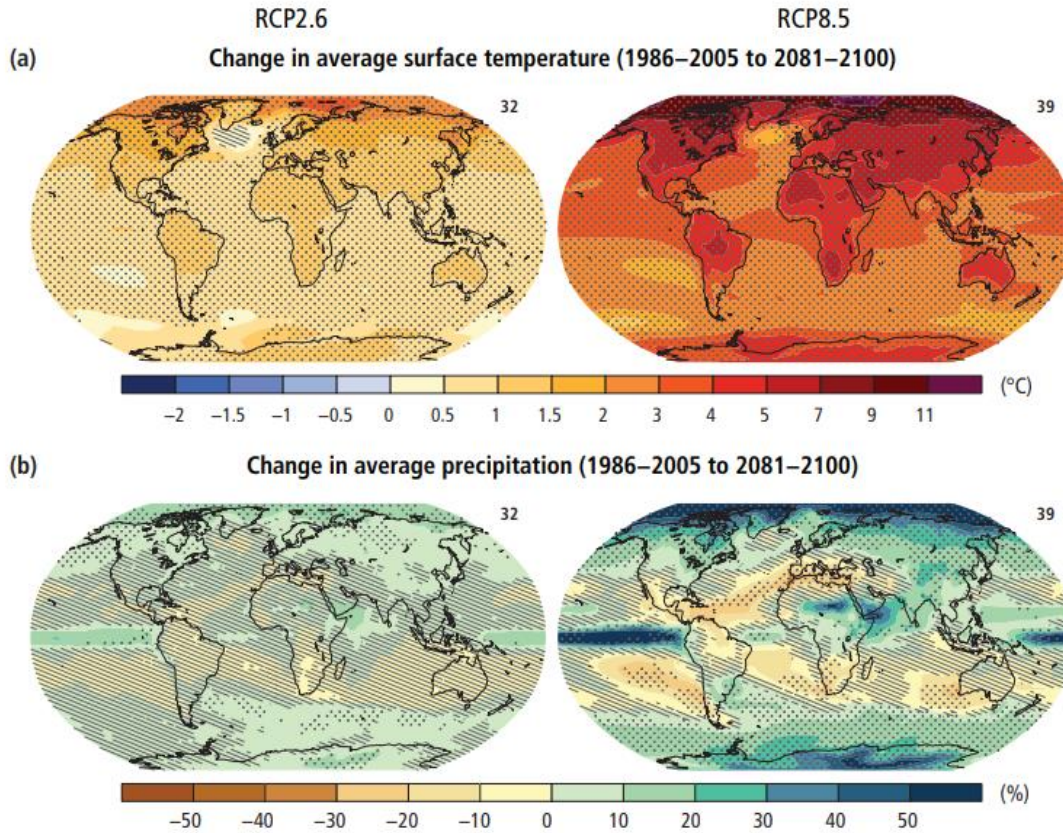 RCP2.6 RCP8.5
(a) Change in average surface temperature (1986–2005 to 2081–2100)
32 39
(°C)
–2 –1.5 –1 –0.5 0 0.5 1 1.5 2 3 4 5 7 9 11
(b) Change in average precipitation (1986–2005 to 2081–2100)
32 39
(%)
–50 –40 –30 –20 –10 0 10 20 30 40 50